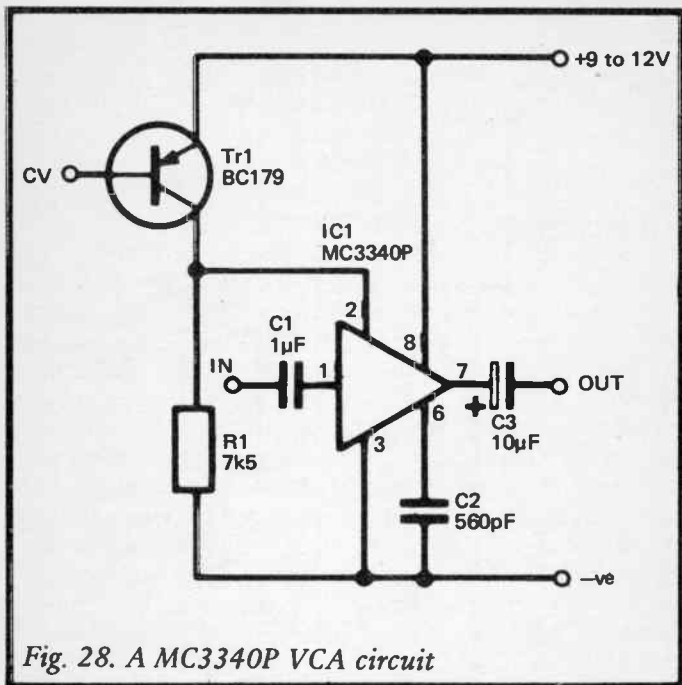 +9 to 12V
CV
Tr1
BC179
IC1
MC3340P
2
C1
1µF
8
IN
1
7
OUT
+
6
C3
10µF
3
R1
7k5
C2
560pF
−ve
Fig. 28. A MC3340P VCA circuit